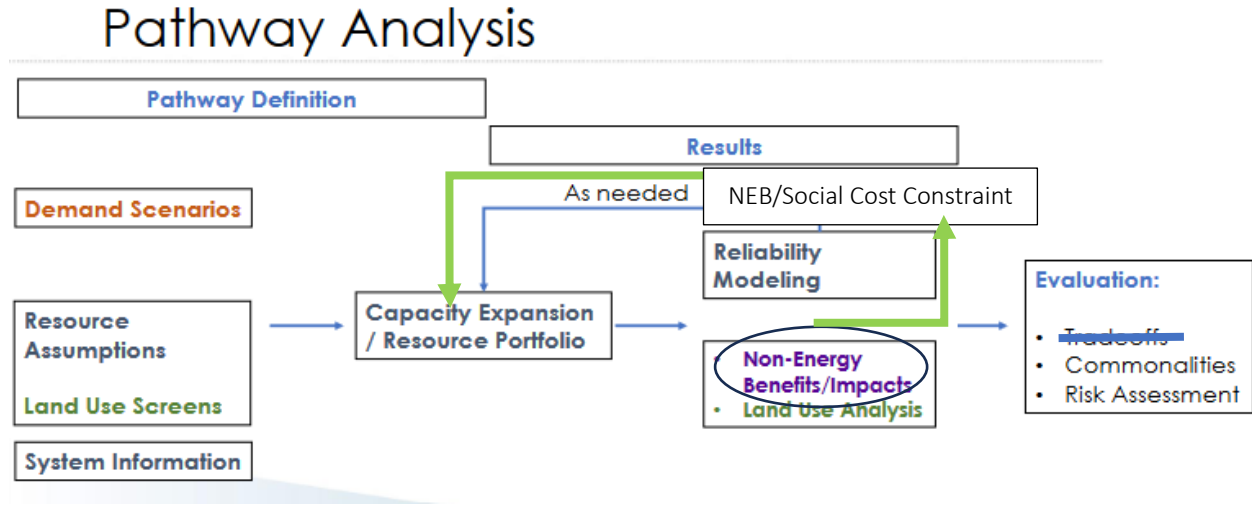 Pathway Analysis
Pathway Definition
Results
As needed
NEB/Social Cost Constraint
Demand Scenarios
Reliability
Modeling
Evaluation:
• Tradeoffs
• Commonalities
• Risk Assessment
Resource
Assumptions
Land Use Screens
Capacity Expansion
/ Resource Portfolio
• Non-Energy
Benefits/Impacts
• Land Use Analysis
System Information